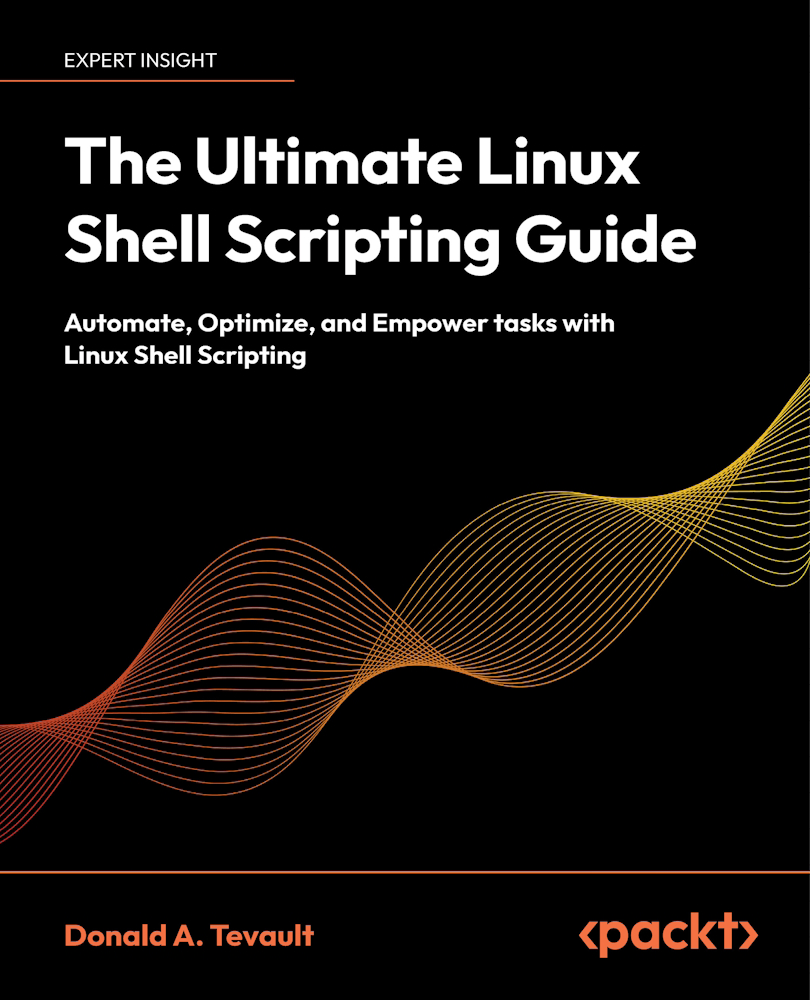 EXPERT INSIGHT
The Ultimate Linux
Shell Scripting Guide
Automate, Optimize, and Empower tasks with
Linux Shell Scripting
Donald A. Tevault
<packt>